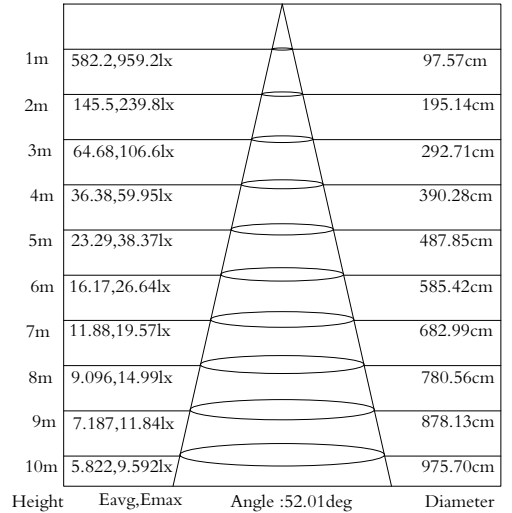 1m 582.2,959.2lx 97.57cm
2m 145.5,239.8lx 195.14cm
3m 64.68,106.6lx 292.71cm
4m 36.38,59.95lx 390.28cm
5m 23.29,38.37lx 487.85cm
6m 16.17,26.64lx 585.42cm
7m 11.88,19.57lx 682.99cm
8m 9.096,14.99lx 780.56cm
9m 7.187,11.84lx 878.13cm
10m 5.822,9.592lx 975.70cm
Height Eavg,Emax Angle :52.01deg Diameter